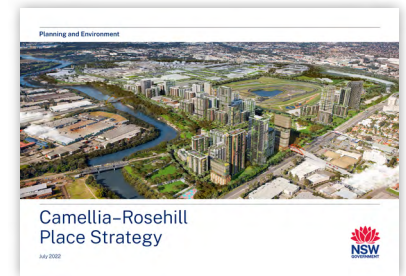 Planning and Environment
Camellia–Rosehill
Place Strategy
July 2022
NSW
GOVERNMENT